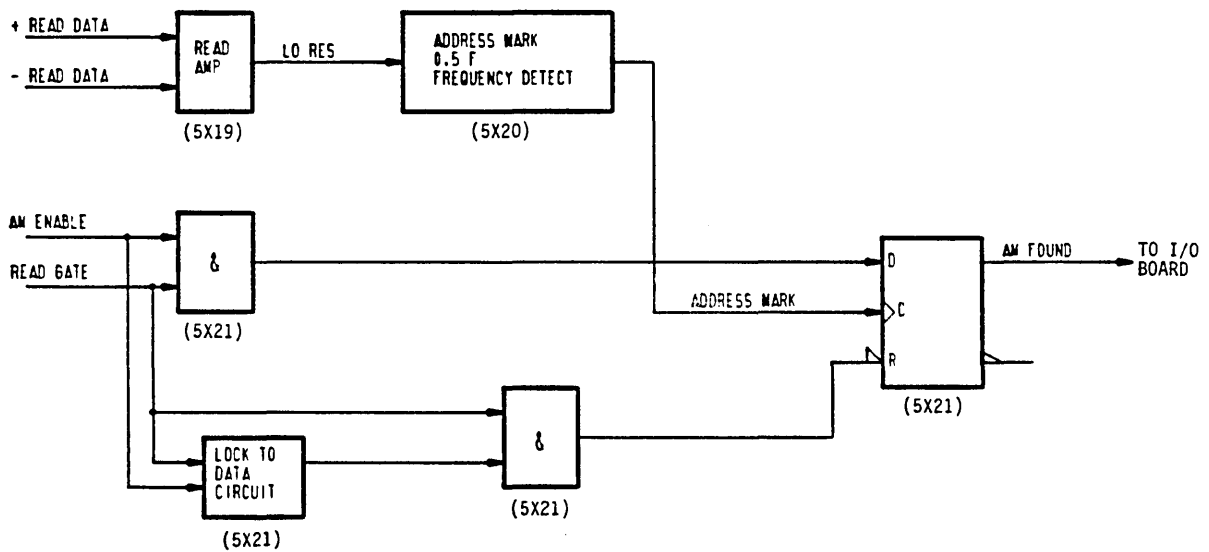 + READ DATA
- READ DATA
READ
AMP
(5X19)
LO RES
ADDRESS MARK
0.5 F
FREQUENCY DETECT
(5X20)
AM ENABLE
READ GATE
&
(5X21)
ADDRESS MARK
D
C
R
(5X21)
AM FOUND
TO I/O
BOARD
LOCK TO
DATA
CIRCUIT
(5X21)
&
(5X21)